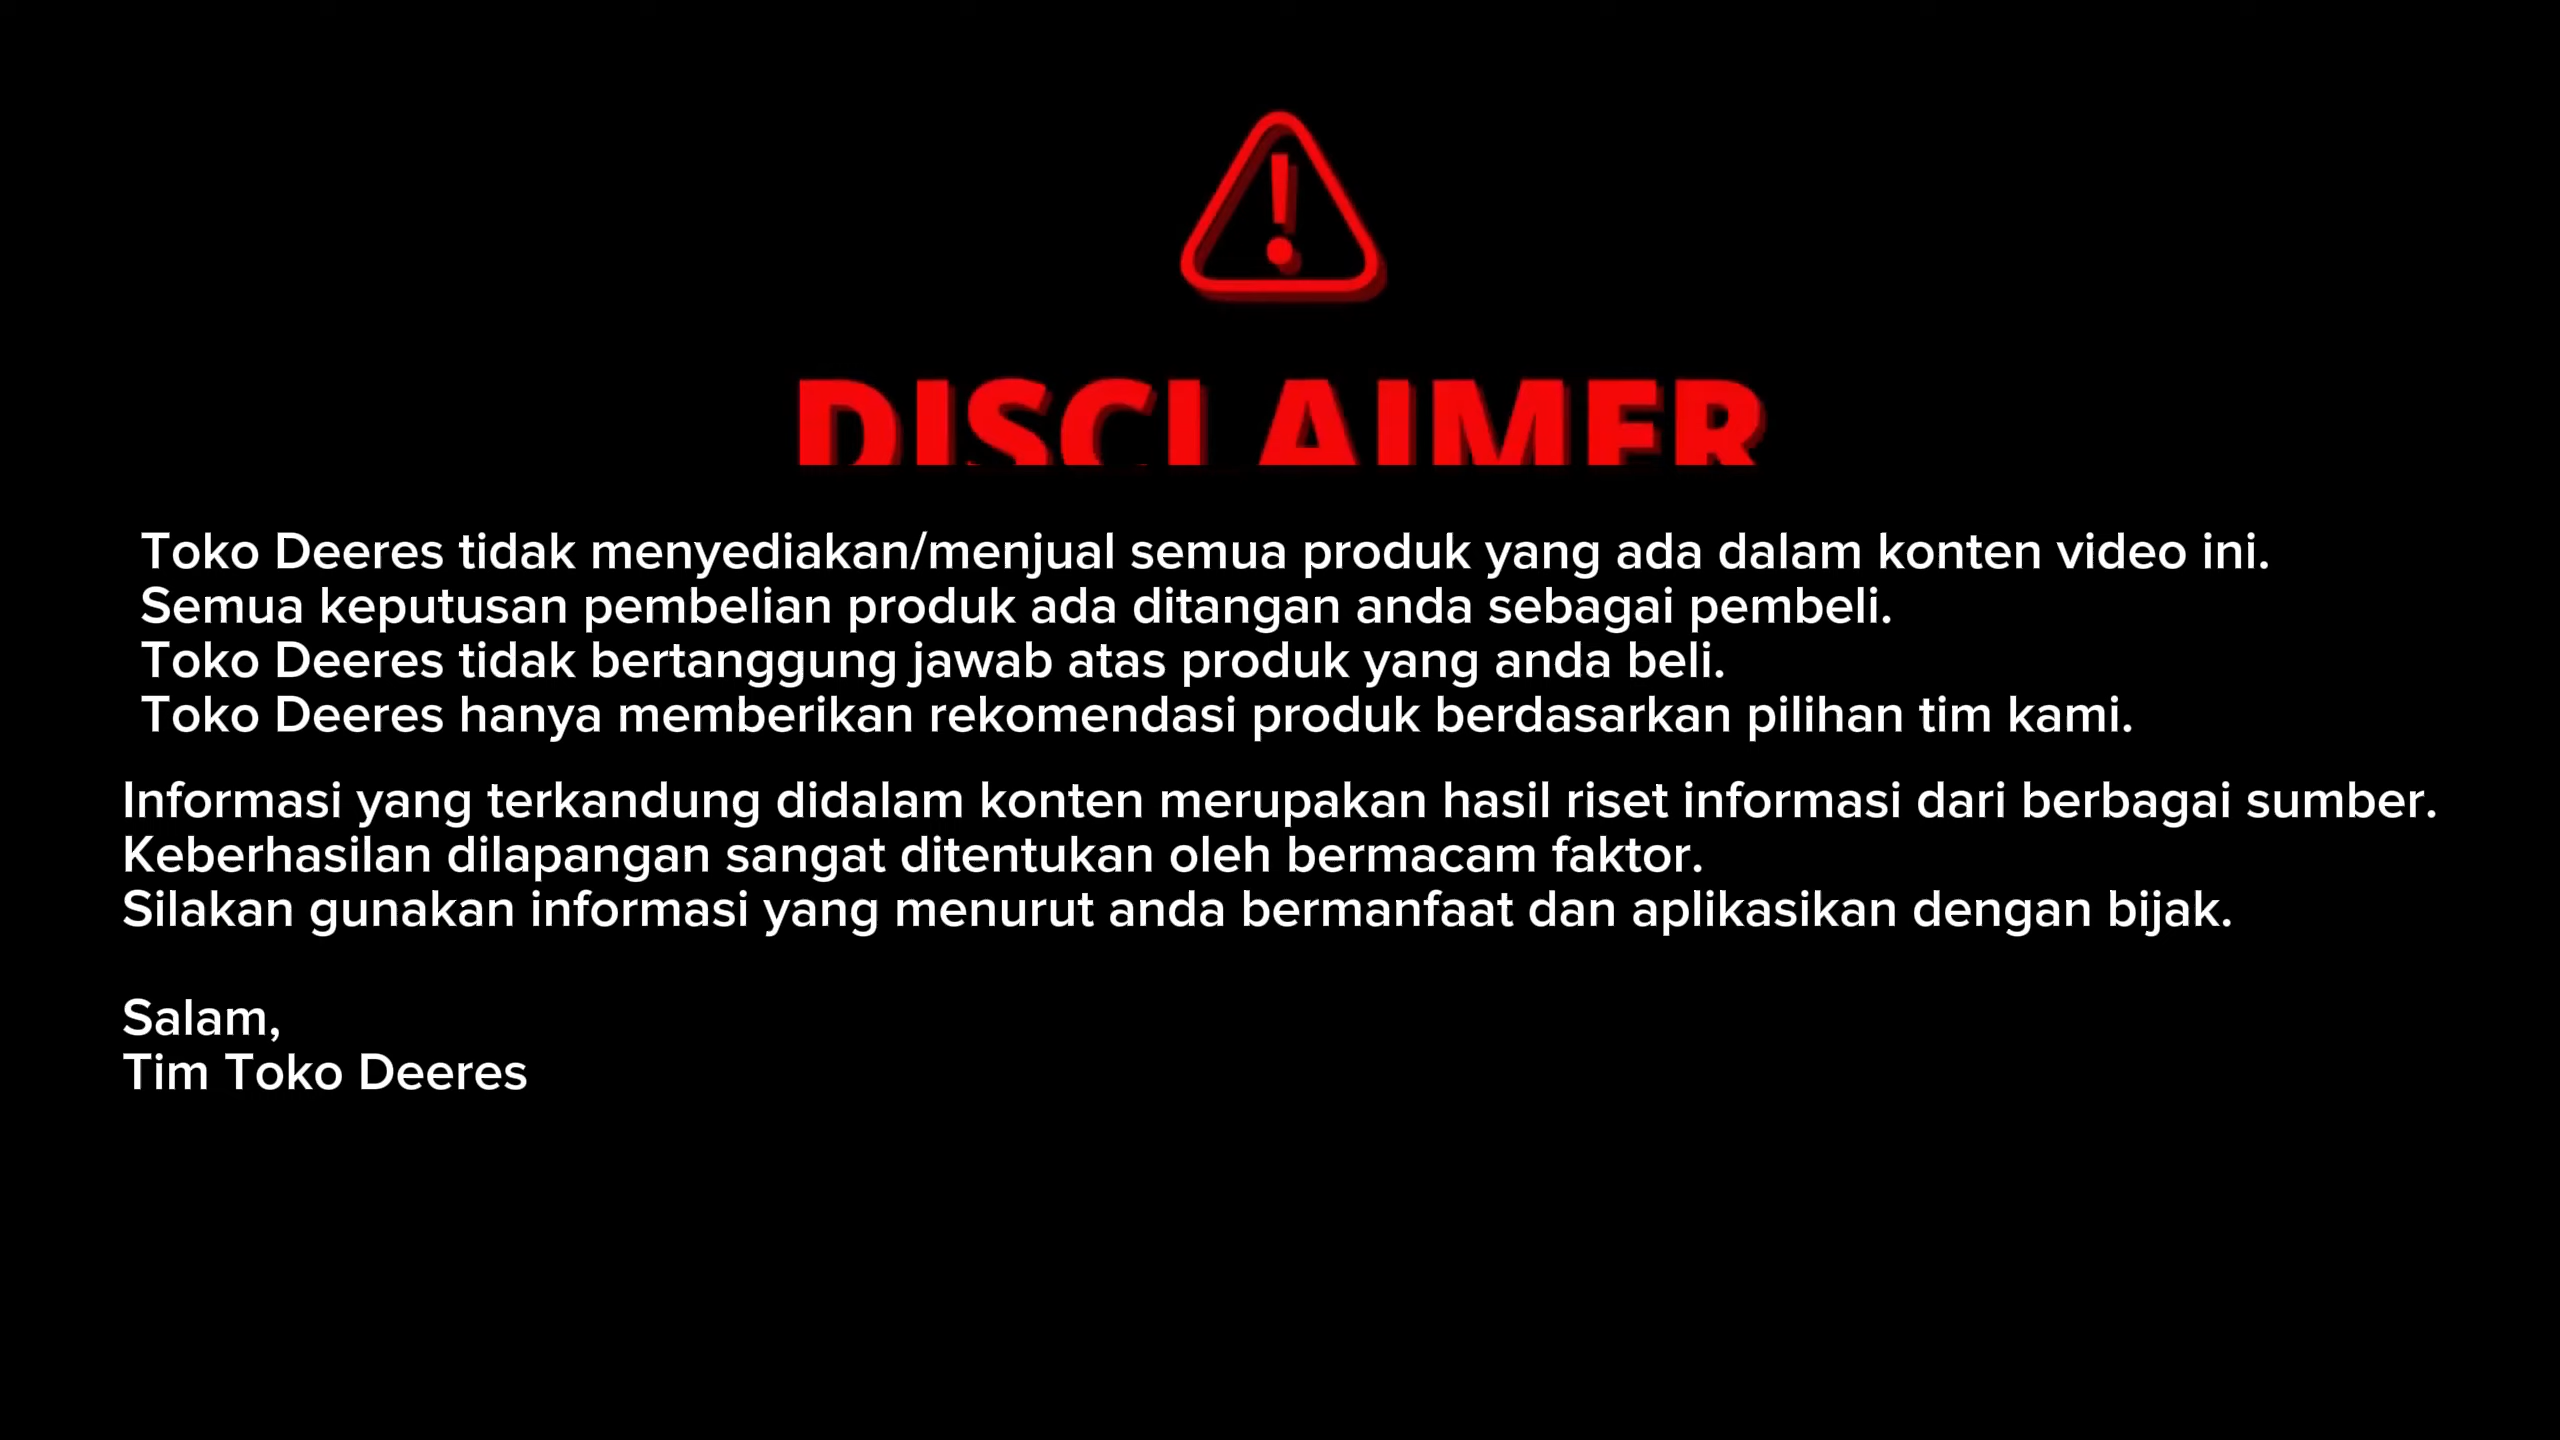 DISCLAIMER
Toko Deeres tidak menyediakan/menjual semua produk yang ada dalam konten video ini.
Semua keputusan pembelian produk ada ditangan anda sebagai pembeli.
Toko Deeres tidak bertanggung jawab atas produk yang anda beli.
Toko Deeres hanya memberikan rekomendasi produk berdasarkan pilihan tim kami.
Informasi yang terkandung didalam konten merupakan hasil riset informasi dari berbagai sumber.
Keberhasilan dilapangan sangat ditentukan oleh bermacam faktor.
Silakan gunakan informasi yang menurut anda bermanfaat dan aplikasikan dengan bijak.
Salam,
Tim Toko Deeres